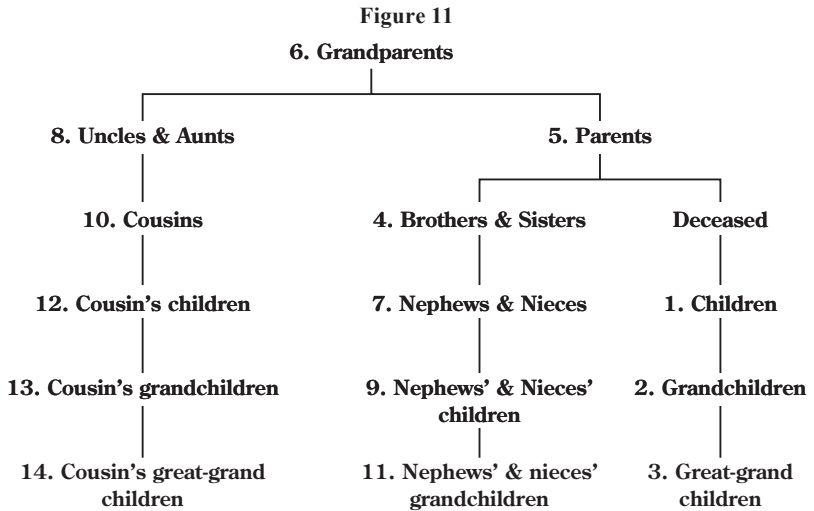 Figure 11
6. Grandparents
8. Uncles & Aunts
5. Parents
10. Cousins
4. Brothers & Sisters
Deceased
12. Cousin’s children
7. Nephews & Nieces
1. Children
13. Cousin’s grandchildren
9. Nephews’ & Nieces’
children
2. Grandchildren
14. Cousin’s great-grand
children
11. Nephews’ & nieces’
grandchildren
3. Great-grand
children